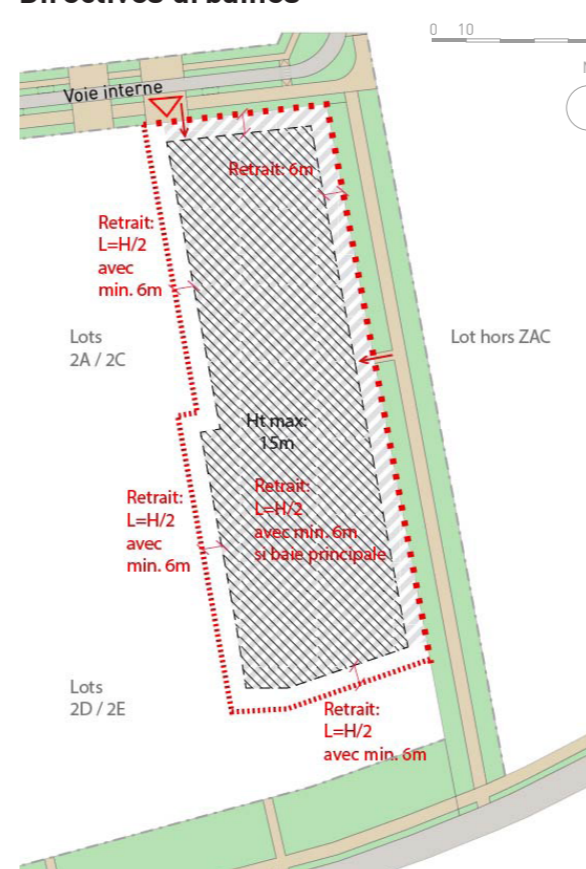 Directives urbaines
0 10
Voie interne
Retrait: 6m
Retrait:
L=H/2
avec
min. 6m
Lots
2A / 2C
Lot hors ZAC
Ht max:
15m
Retrait:
L=H/2
avec min. 6m
si baie principale
Retrait:
L=H/2
avec
min. 6m
Lots
2D / 2E
Retrait:
L=H/2
avec min. 6m